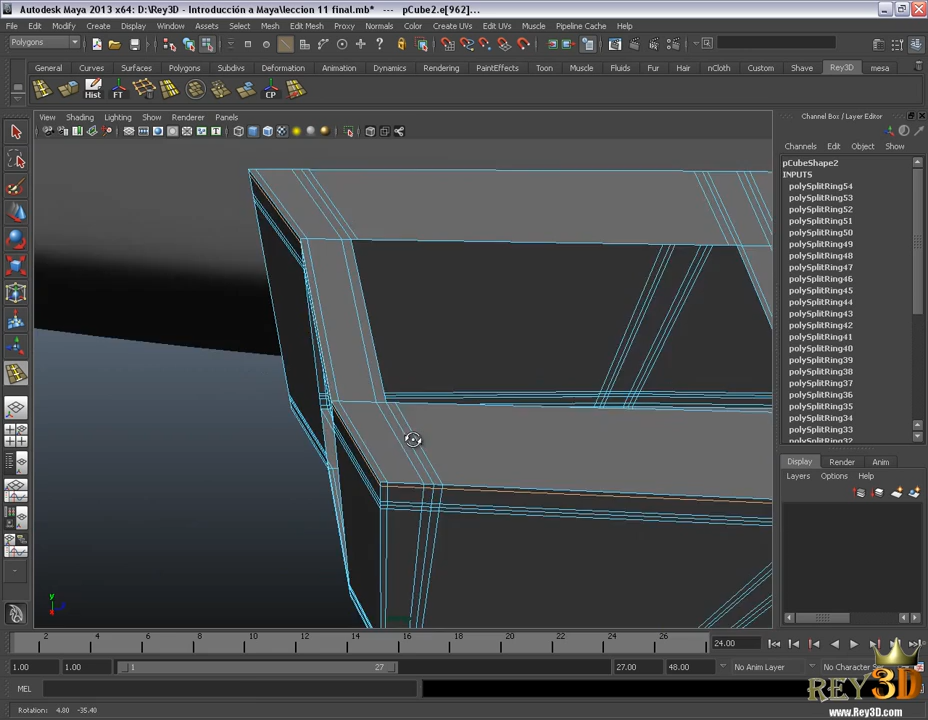 Autodesk Maya 2013 x64: D:\Rey3D - Introducción a Maya\leccion 11 final.mb*   ---   pCube2.e[962]...
File Edit Modify Create Display Window Assets Select Mesh Edit Mesh Proxy Normals Color Create UVs Edit UVs Muscle Pipeline Cache Help
Polygons
General Curves Surfaces Polygons Subdivs Deformation Animation Dynamics Rendering PaintEffects Toon Muscle Fluids Fur Hair nCloth Custom Shave Rey3D mesa
Hist FT CP
View Shading Lighting Show Renderer Panels
Channel Box / Layer Editor
Channels Edit Object Show
pCubeShape2
INPUTS
polySplitRing54
polySplitRing53
polySplitRing52
polySplitRing51
polySplitRing50
polySplitRing49
polySplitRing48
polySplitRing47
polySplitRing46
polySplitRing45
polySplitRing44
polySplitRing43
polySplitRing42
polySplitRing41
polySplitRing40
polySplitRing39
polySplitRing38
polySplitRing37
polySplitRing36
polySplitRing35
polySplitRing34
polySplitRing33
polySplitRing32
Display Render Anim
Layers Options Help
y
z
x
2 4 6 8 10 12 14 16 18 20 22 24 26 24.00
1.00 1.00 1 27 27.00 48.00 No Anim Layer No Character
MEL
REY3D
www.Rey3D.com
Rotation: 4.80 -35.40